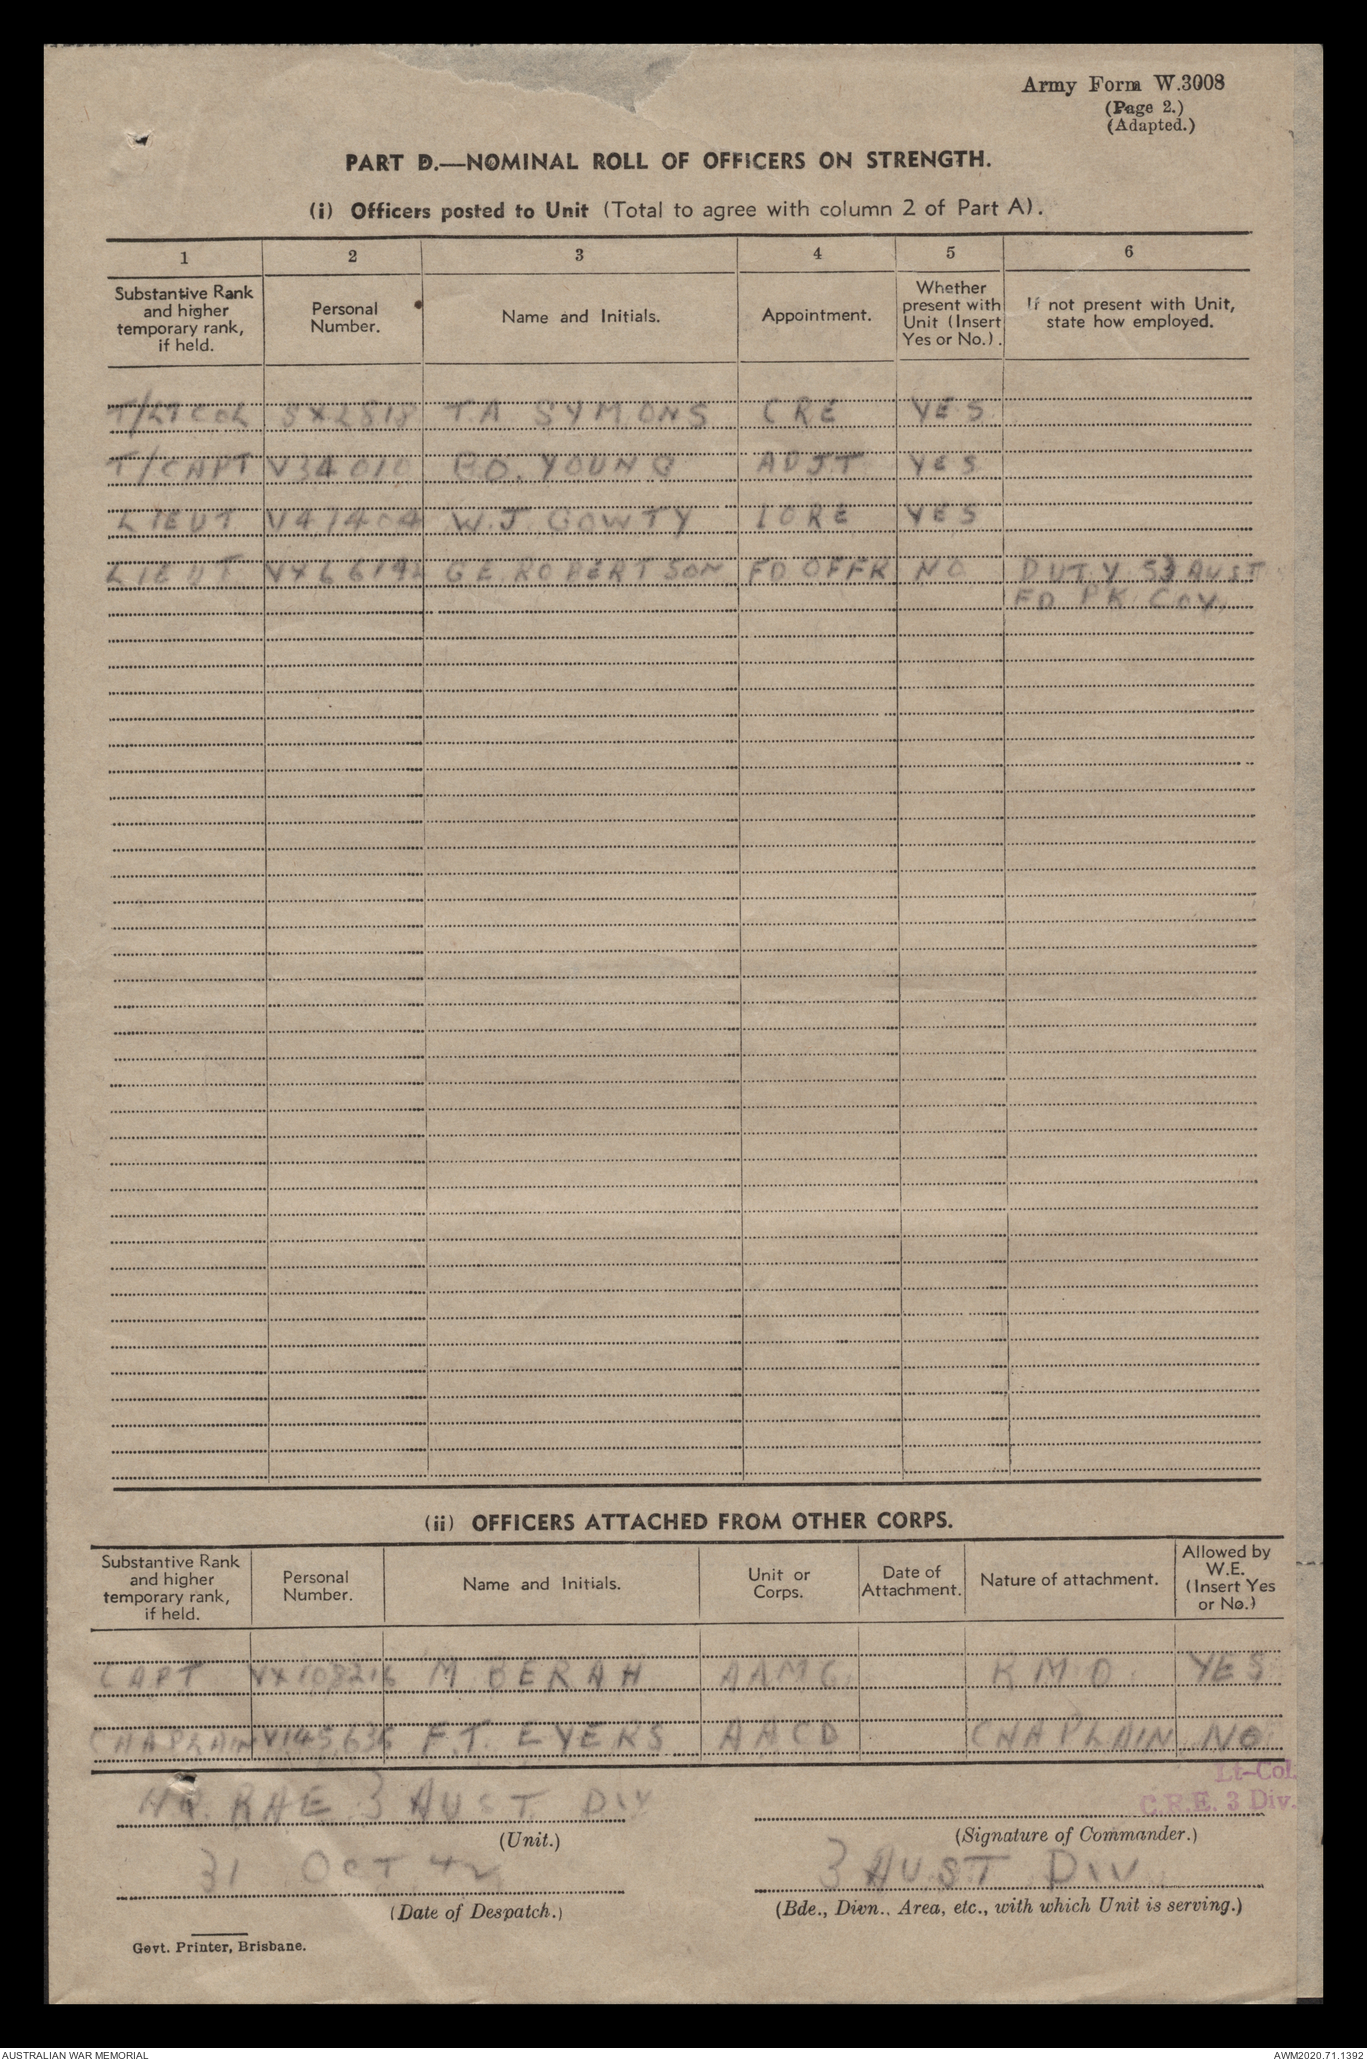 Army Form W.3008
(Page 2.)
(Adapted.)
PART D.—NOMINAL ROLL OF OFFICERS ON STRENGTH.
(i) Officers posted to Unit (Total to agree with column 2 of Part A).
1 2 3 4 5 6
Substantive Rank and higher temporary rank, if held. Personal Number. Name and Initials. Appointment. Whether present with Unit (Insert Yes or No.). If not present with Unit, state how employed.
T/LT COL SX2818 T.A SYMONS CRE YES
T/CAPT V34010 YOUNG ADJT YES
LIEUT V47404 W.J. GOWTY YES
LIEUT G.E. ROBERTSON FD OFFR NO DUTY 53 AUST
FD PK COY,
(ii) OFFICERS ATTACHED FROM OTHER CORPS.
Substantive Rank and higher temporary rank, if held. Personal Number. Name and Initials. Unit or Corps. Date of Attachment. Nature of attachment. Allowed by W.E. (Insert Yes or No.)
CAPT VX108216 M BERAH AAMC R M O YES
CHAPLAIN V145636 F.T. EYERS AACD CHAPLAIN NO
Lt-Col.
C.R.E. 3 Div.
HQ. RAE 3 AUST. DIV
(Unit.)
(Signature of Commander.)
31 OCT 42
3 AUST DIV.
(Date of Despatch.)
(Bde., Divn., Area, etc., with which Unit is serving.)
Govt. Printer, Brisbane.
AUSTRALIAN WAR MEMORIAL
AWM2020.71.1392